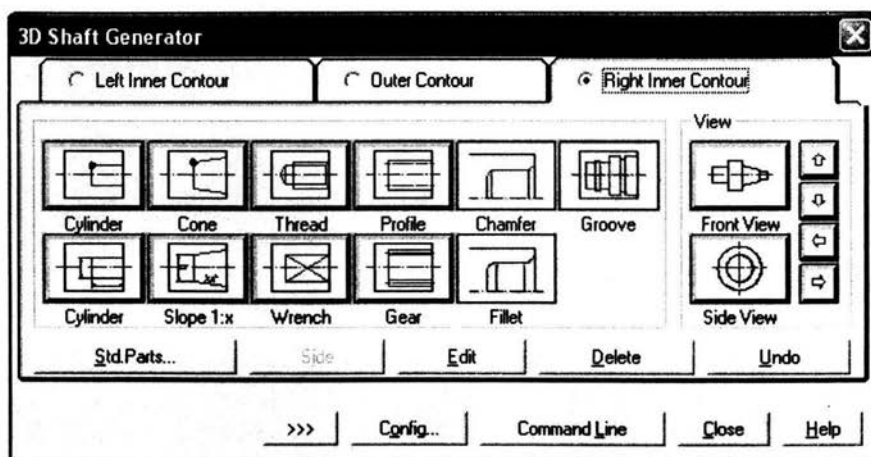 3D Shaft Generator
Left Inner Contour Outer Contour Right Inner Contour
View
Cylinder Cone Thread Profile Chamfer Groove Front View
Cylinder Slope 1:x Wrench Gear Fillet Side View
Std.Parts... Side Edit Delete Undo
>>> Config... Command Line Close Help